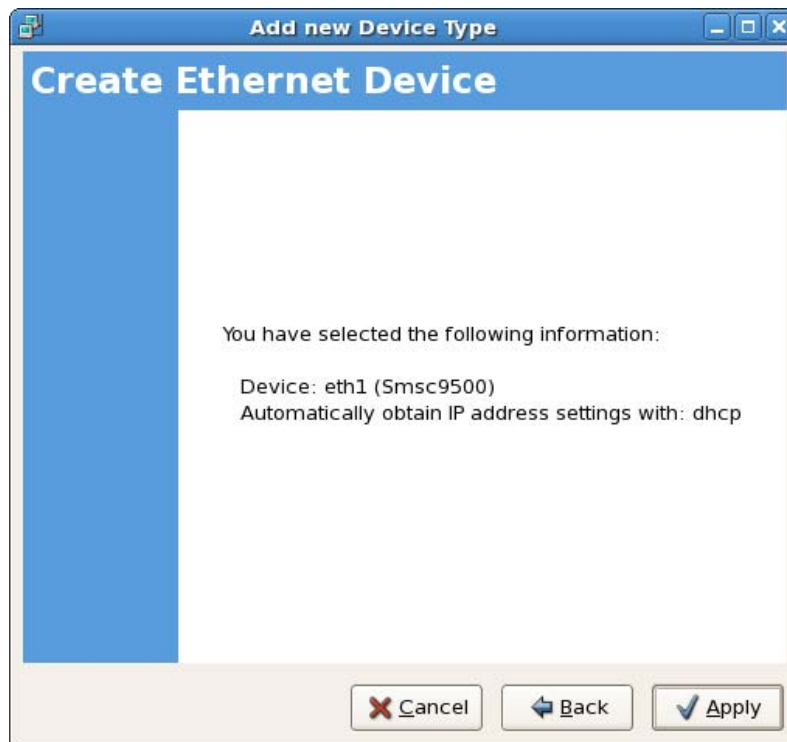 Add new Device Type
Create Ethernet Device
You have selected the following information:
Device: eth1 (Smsc9500)
Automatically obtain IP address settings with: dhcp
Cancel
Back
Apply